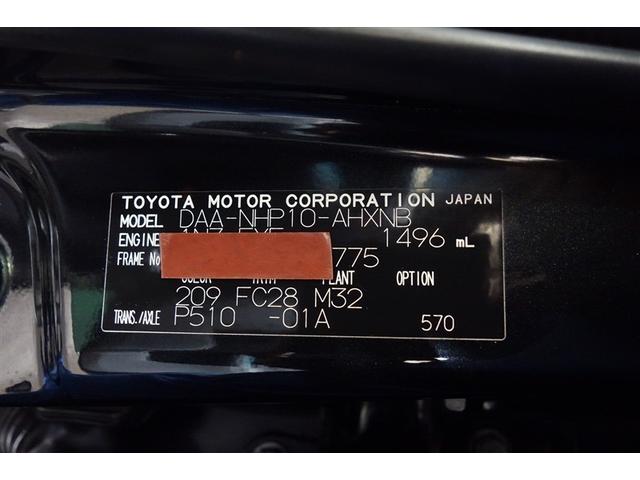 TOYOTA MOTOR CORPORATION JAPAN
MODEL DAA-NHP10-AHXNB
ENGINE 1496 mL
FRAME No 775
COLOR TRIM PLANT OPTION
209 FC28 M32
TRANS./AXLE P510 -01A 570